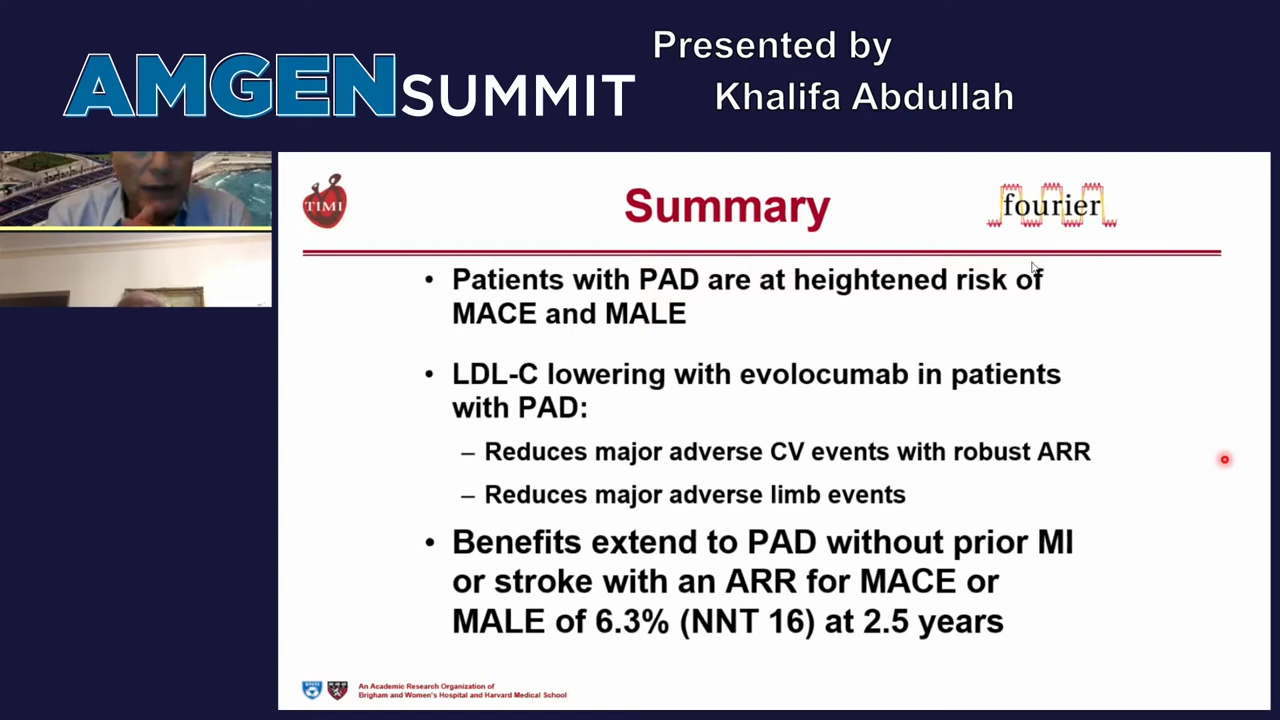 AMGEN SUMMIT
Presented by
Khalifa Abdullah
TIMI
Summary
fourier
• Patients with PAD are at heightened risk of
MACE and MALE
• LDL-C lowering with evolocumab in patients
with PAD:
– Reduces major adverse CV events with robust ARR
– Reduces major adverse limb events
• Benefits extend to PAD without prior MI
or stroke with an ARR for MACE or
MALE of 6.3% (NNT 16) at 2.5 years
An Academic Research Organization of
Brigham and Women's Hospital and Harvard Medical School